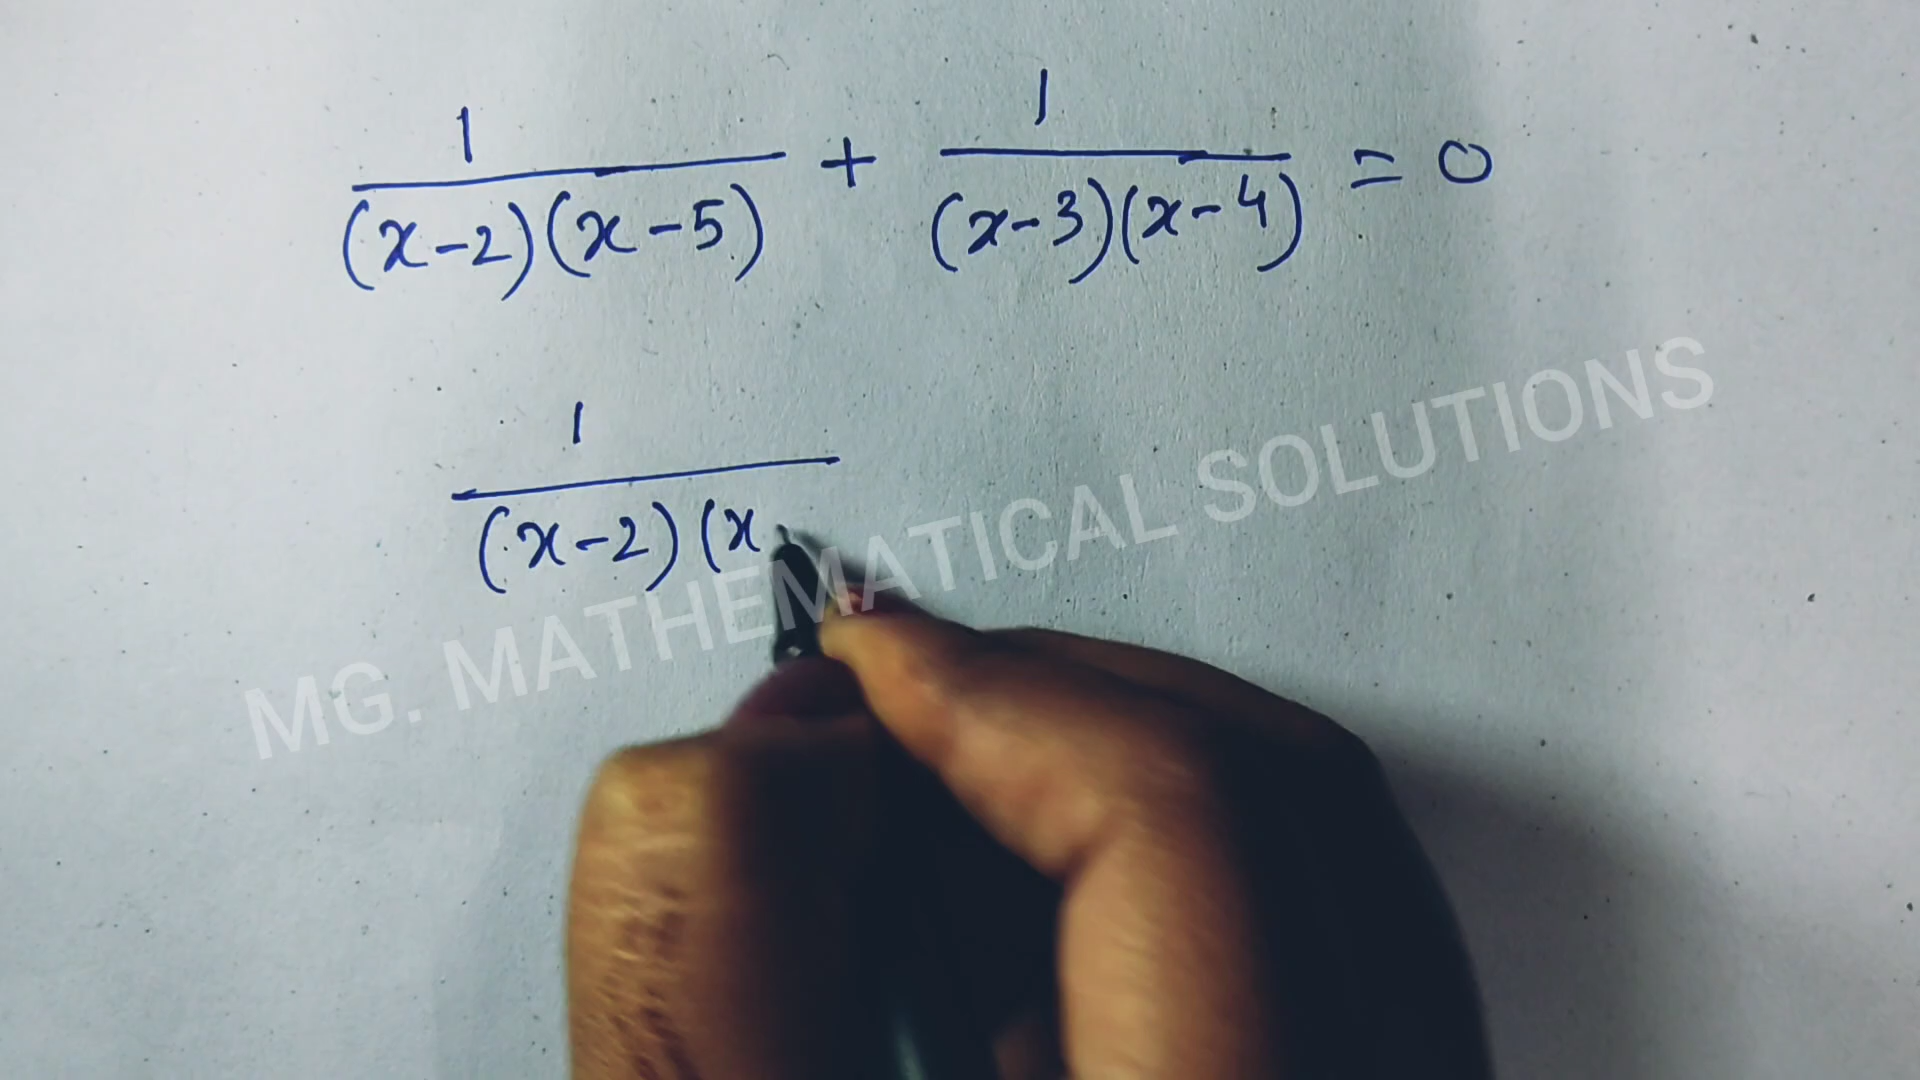 1/((x-2)(x-5)) + 1/((x-3)(x-4)) = 0
1/((x-2)(x
MG. MATHEMATICAL SOLUTIONS